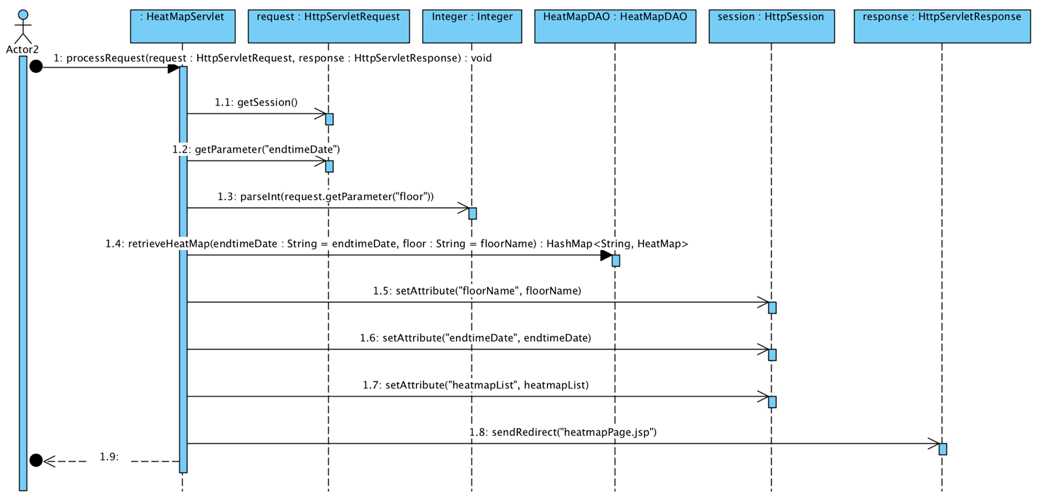 : HeatMapServlet
request : HttpServletRequest
Integer : Integer
HeatMapDAO : HeatMapDAO
session : HttpSession
response : HttpServletResponse
Actor2
1: processRequest(request : HttpServletRequest, response : HttpServletResponse) : void
1.1: getSession()
1.2: getParameter("endtimeDate")
1.3: parseInt(request.getParameter("floor"))
1.4: retrieveHeatMap(endtimeDate : String = endtimeDate, floor : String = floorName) : HashMap<String, HeatMap>
1.5: setAttribute("floorName", floorName)
1.6: setAttribute("endtimeDate", endtimeDate)
1.7: setAttribute("heatmapList", heatmapList)
1.8: sendRedirect("heatmapPage.jsp")
1.9: